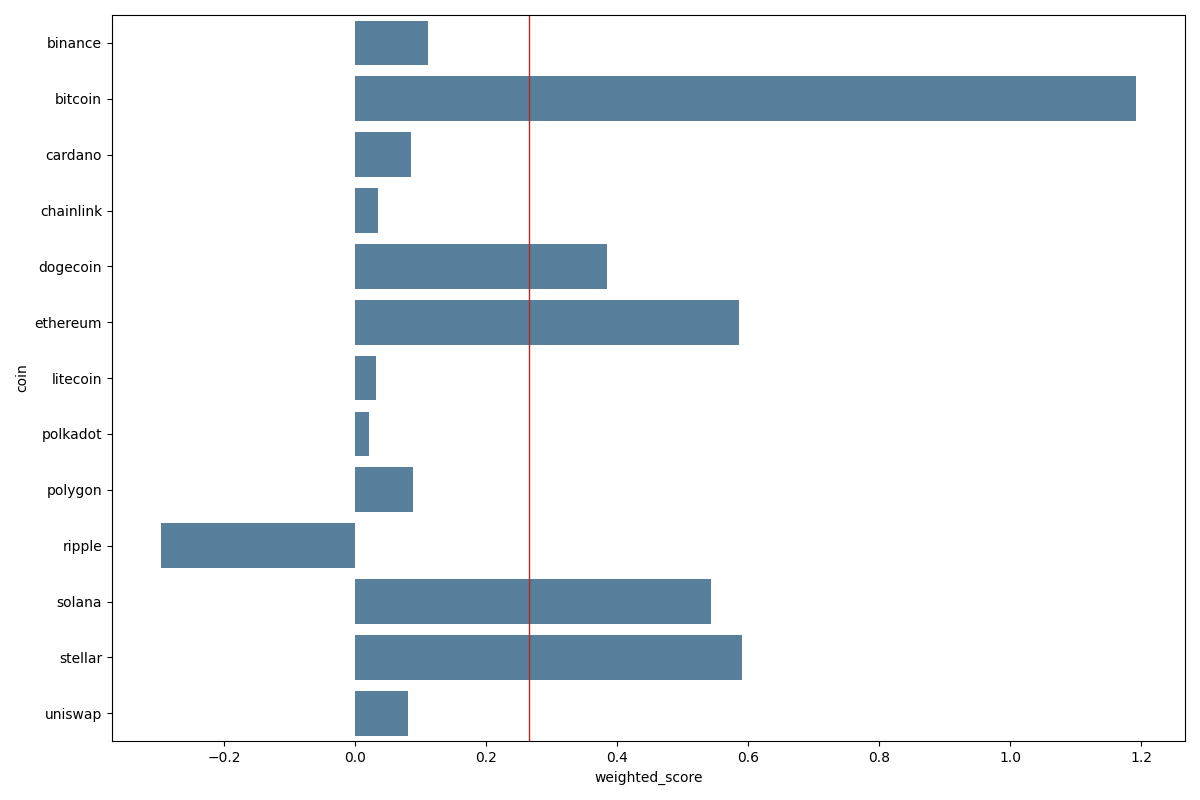 binance
bitcoin
cardano
chainlink
dogecoin
ethereum
litecoin
polkadot
polygon
ripple
solana
stellar
uniswap
coin
−0.2 0.0 0.2 0.4 0.6 0.8 1.0 1.2
weighted_score